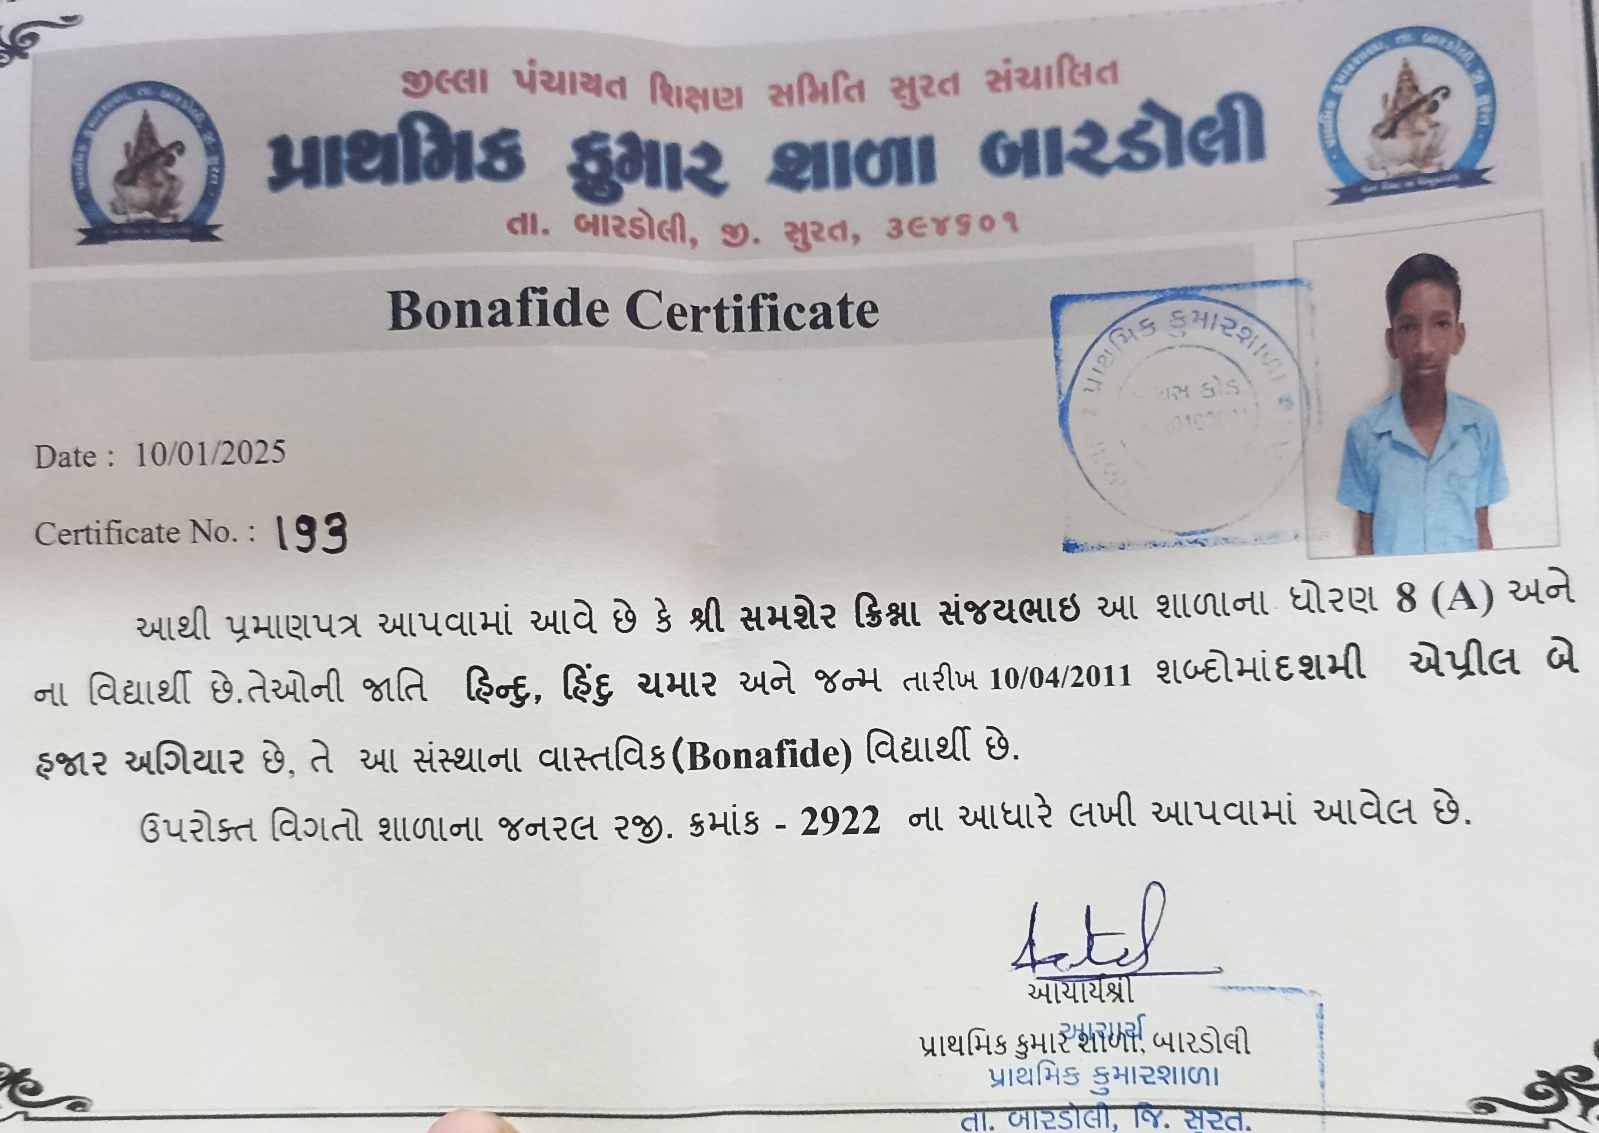 જીલ્લા પંચાયત શિક્ષણ સમિતિ સુરત સંચાલિત
પ્રાથમિક કુમાર શાળા બારડોલી
તા. બારડોલી, જી. સુરત, ૩૯૪૬૦૧
Bonafide Certificate
પ્રાથમિક કુમારશાળા
Date : 10/01/2025
Certificate No. : 193
આથી પ્રમાણપત્ર આપવામાં આવે છે કે શ્રી સમશેર ક્રિશ્ના સંજયભાઇ આ શાળાના ધોરણ 8 (A) અને
ના વિદ્યાર્થી છે.તેઓની જાતિ હિન્દુ, હિંદુ ચમાર અને જન્મ તારીખ 10/04/2011 શબ્દોમાંદશમી એપ્રીલ બે
હજાર અગિયાર છે, તે આ સંસ્થાના વાસ્તવિક(Bonafide) વિદ્યાર્થી છે.
ઉપરોક્ત વિગતો શાળાના જનરલ રજી. ક્રમાંક - 2922 ના આધારે લખી આપવામાં આવેલ છે.
આચાર્યશ્રી
આચાર્ય
પ્રાથમિક કુમાર શાળા, બારડોલી
પ્રાથમિક કુમારશાળા
તા. બારડોલી, જિ. સુરત.